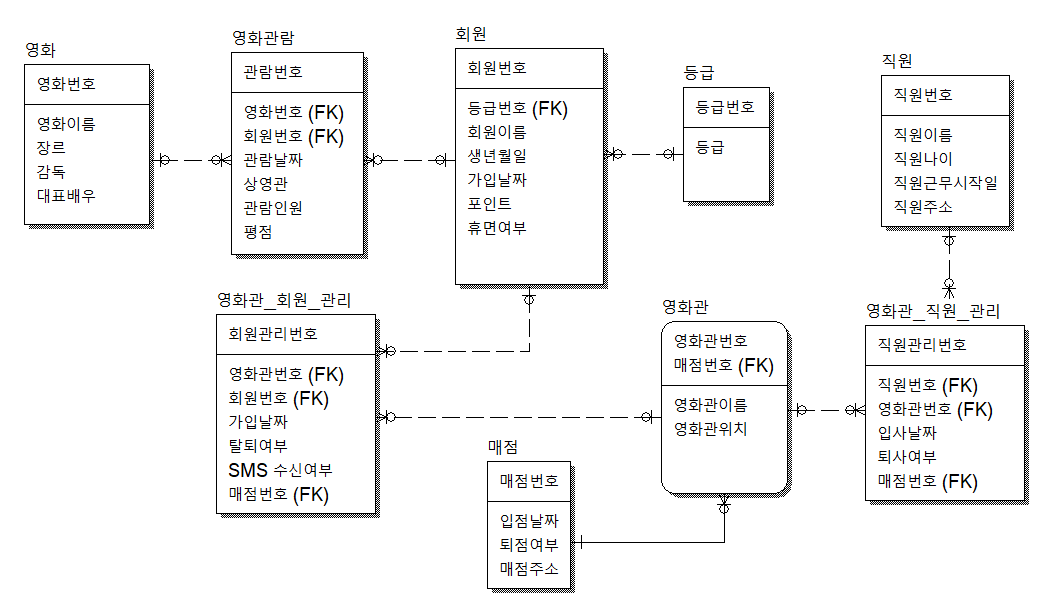 영화
영화번호
영화이름
장르
감독
대표배우
영화관람
관람번호
영화번호 (FK)
회원번호 (FK)
관람날짜
상영관
관람인원
평점
회원
회원번호
등급번호 (FK)
회원이름
생년월일
가입날짜
포인트
휴면여부
등급
등급번호
등급
직원
직원번호
직원이름
직원나이
직원근무시작일
직원주소
영화관_회원_관리
회원관리번호
영화관번호 (FK)
회원번호 (FK)
가입날짜
탈퇴여부
SMS 수신여부
매점번호 (FK)
영화관
영화관번호
매점번호 (FK)
영화관이름
영화관위치
영화관_직원_관리
직원관리번호
직원번호 (FK)
영화관번호 (FK)
입사날짜
퇴사여부
매점번호 (FK)
매점
매점번호
입점날짜
퇴점여부
매점주소